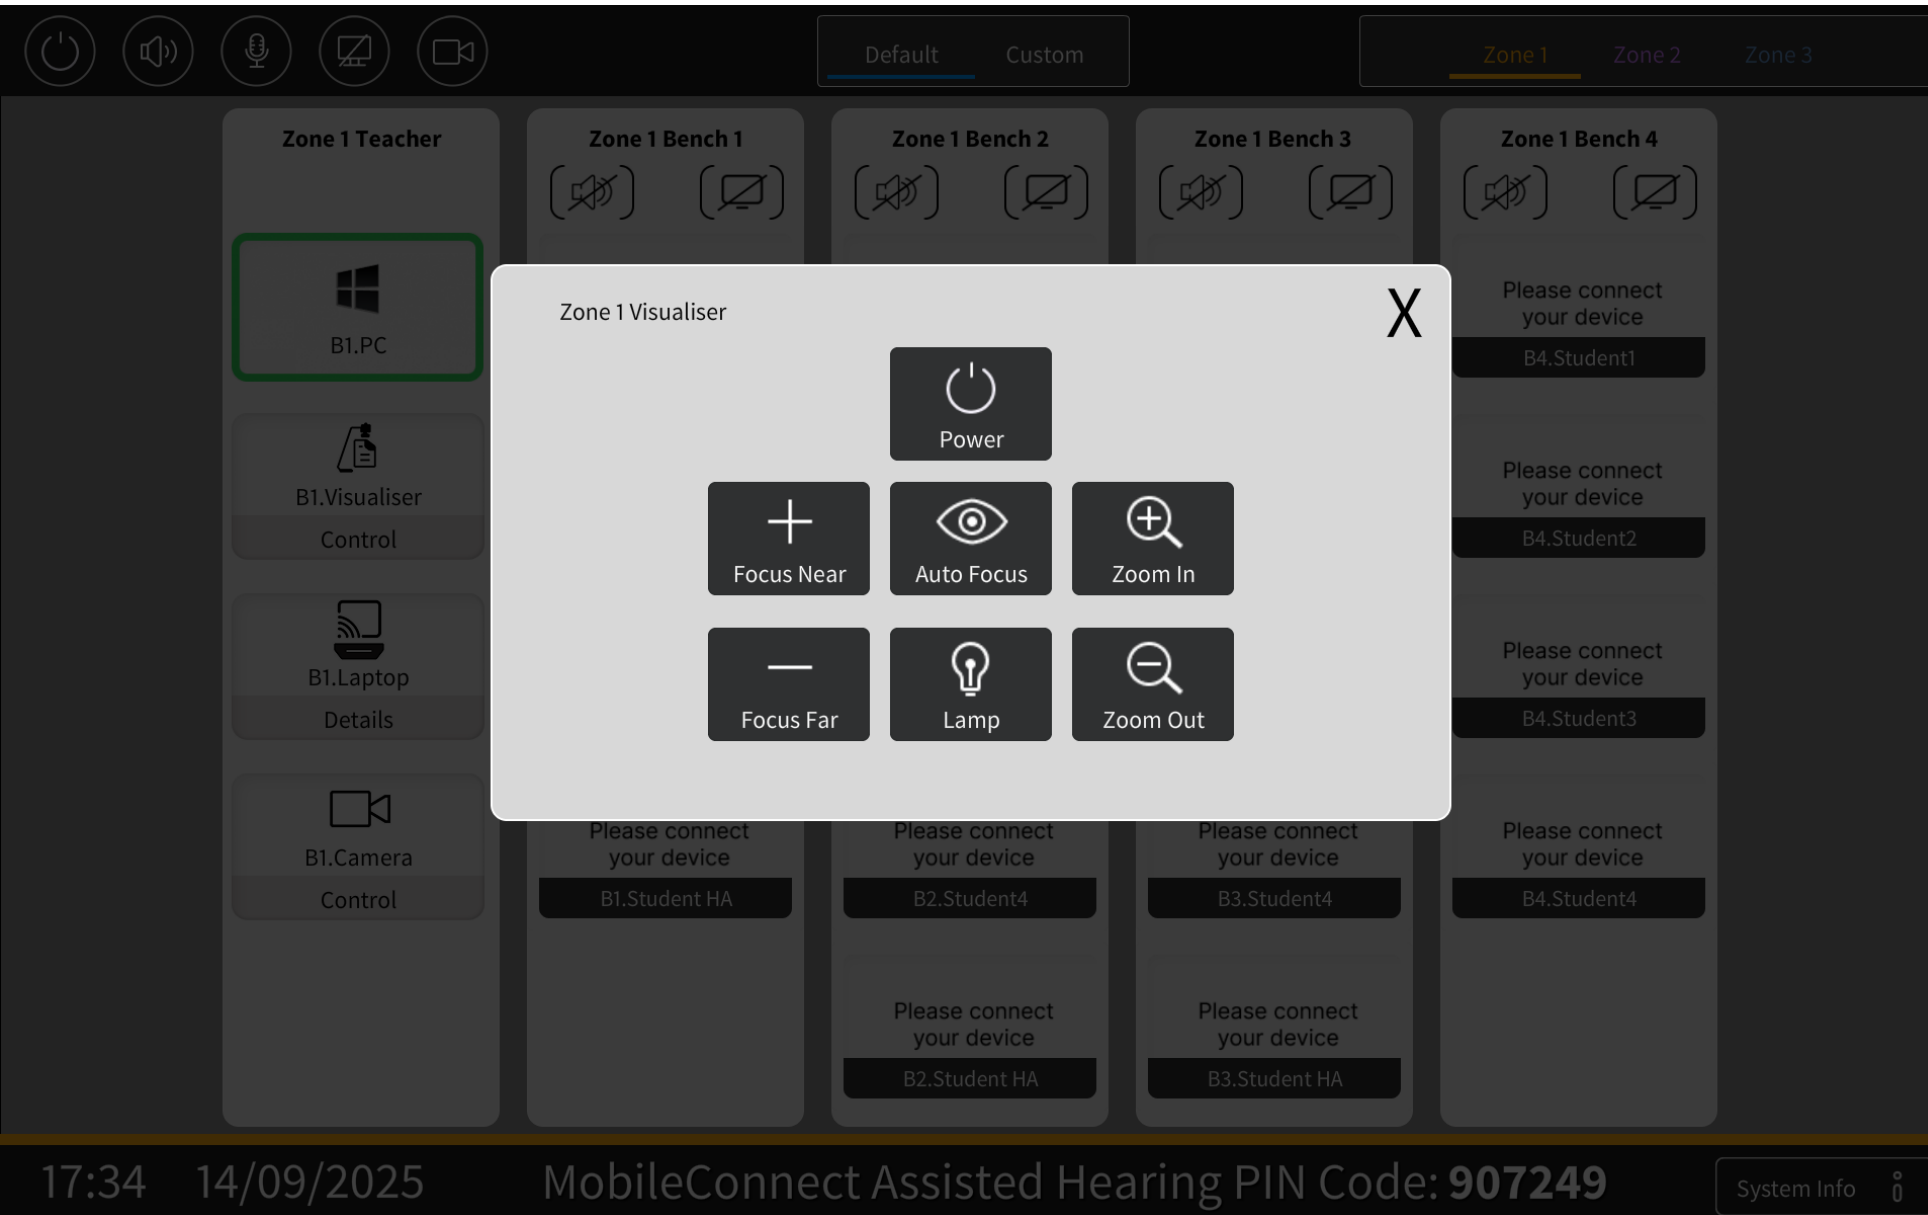 Default Custom
Zone 1 Zone 2 Zone 3
Zone 1 Teacher
Zone 1 Bench 1
Zone 1 Bench 2
Zone 1 Bench 3
Zone 1 Bench 4
B1.PC
B1.Visualiser
Control
B1.Laptop
Details
B1.Camera
Control
Zone 1 Visualiser
X
Power
Focus Near
Auto Focus
Zoom In
Focus Far
Lamp
Zoom Out
Please connect
your device
B1.Student HA
Please connect
your device
B2.Student4
Please connect
your device
B2.Student HA
Please connect
your device
B3.Student4
Please connect
your device
B3.Student HA
Please connect
your device
B4.Student1
Please connect
your device
B4.Student2
Please connect
your device
B4.Student3
Please connect
your device
B4.Student4
17:34 14/09/2025 MobileConnect Assisted Hearing PIN Code: 907249
System Info